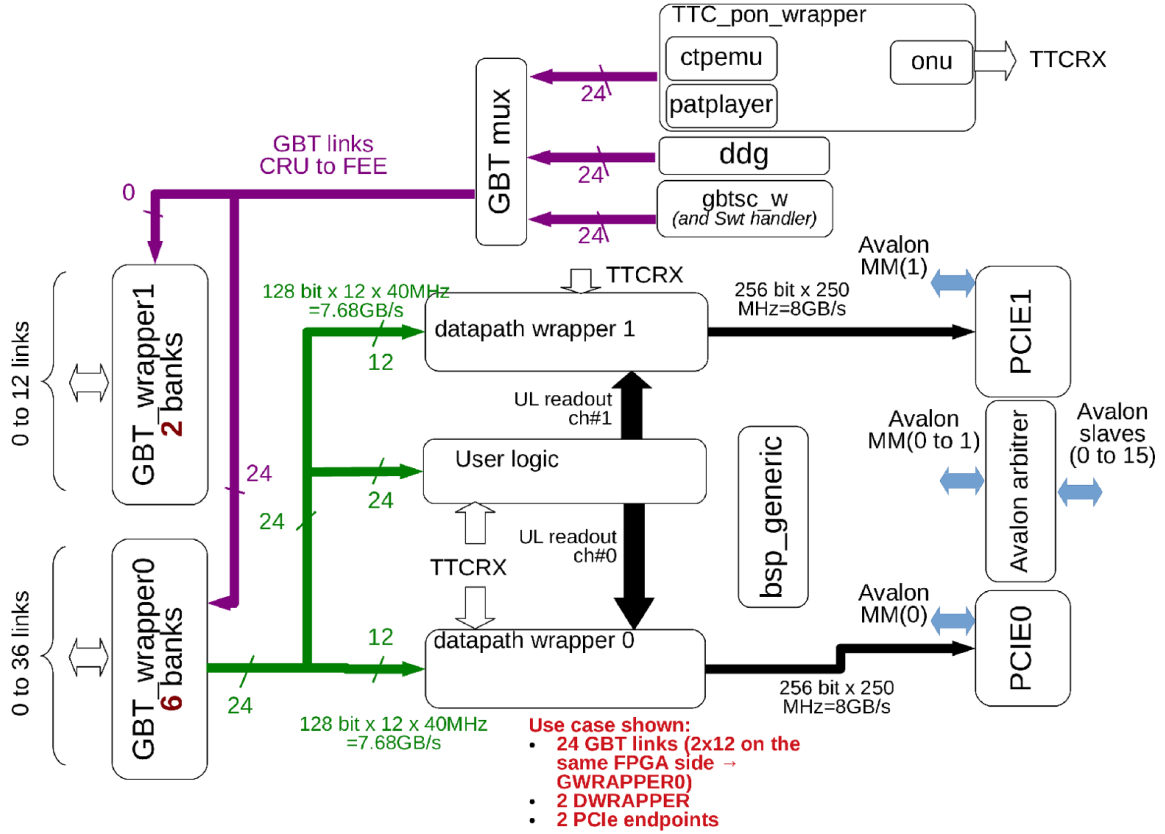 TTC_pon_wrapper
ctpemu
patplayer
onu
TTCRX
24
GBT mux
ddg
24
gbtsc_w
(and Swt handler)
24
GBT links
CRU to FEE
0
Avalon
MM(1)
0 to 12 links
GBT_wrapper1
2 banks
128 bit x 12 x 40MHz
=7.68GB/s
TTCRX
256 bit x 250
MHz=8GB/s
datapath wrapper 1
12
PCIE1
UL readout
ch#1
User logic
24
24
24
Avalon
MM(0 to 1)
Avalon
slaves
(0 to 15)
Avalon arbitrer
bsp_generic
UL readout
ch#0
TTCRX
0 to 36 links
GBT_wrapper0
6 banks
24
12
datapath wrapper 0
Avalon
MM(0)
PCIE0
256 bit x 250
MHz=8GB/s
128 bit x 12 x 40MHz
=7.68GB/s
Use case shown:
• 24 GBT links (2x12 on the
same FPGA side →
GWRAPPER0)
• 2 DWRAPPER
• 2 PCIe endpoints